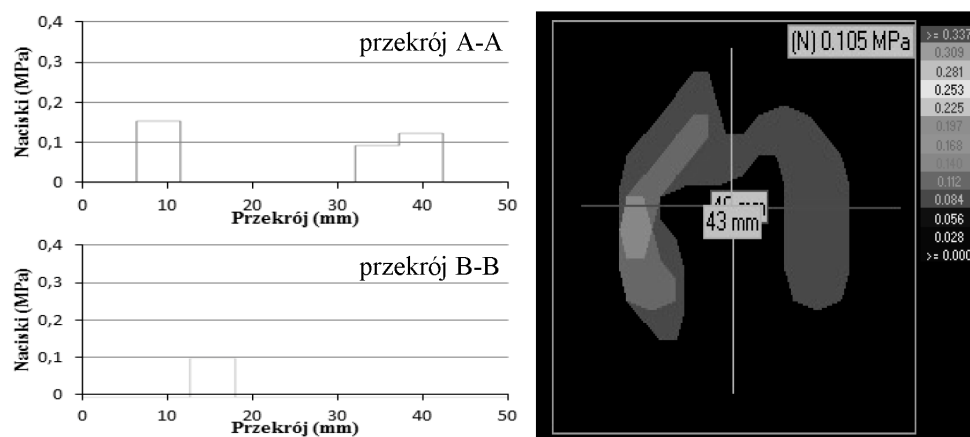 0,4
0,3
0,2
0,1
0
Naciski (MPa)
przekrój A-A
0 10 20 30 40 50
Przekrój (mm)
0,4
0,3
0,2
0,1
0
Naciski (MPa)
przekrój B-B
0 10 20 30 40 50
Przekrój (mm)
(N) 0.105 MPa
43 mm
>= 0.337
0.309
0.281
0.253
0.225
0.197
0.168
0.140
0.112
0.084
0.056
0.028
>= 0.000